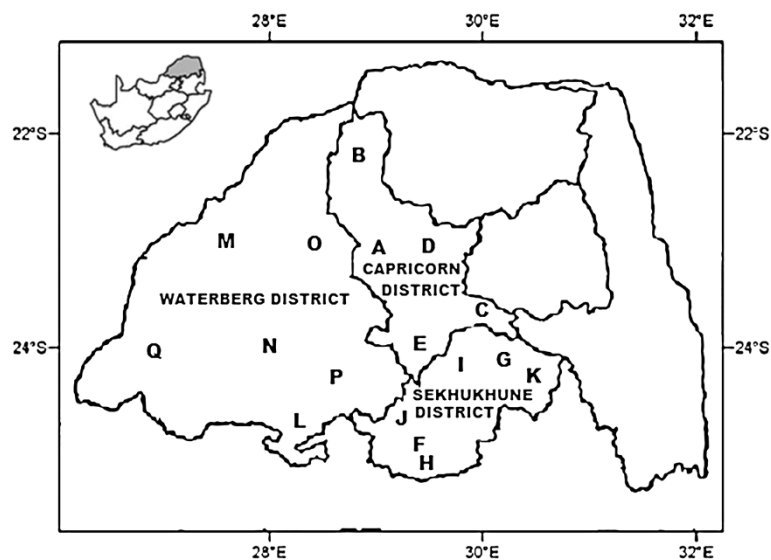 28°E 30°E 32°E
22°S 22°S
B
M O A D
CAPRICORN
DISTRICT
WATERBERG DISTRICT
C
24°S Q N E 24°S
G
I
P K
SEKHUKHUNE
DISTRICT
L J
F
H
28°E 30°E 32°E